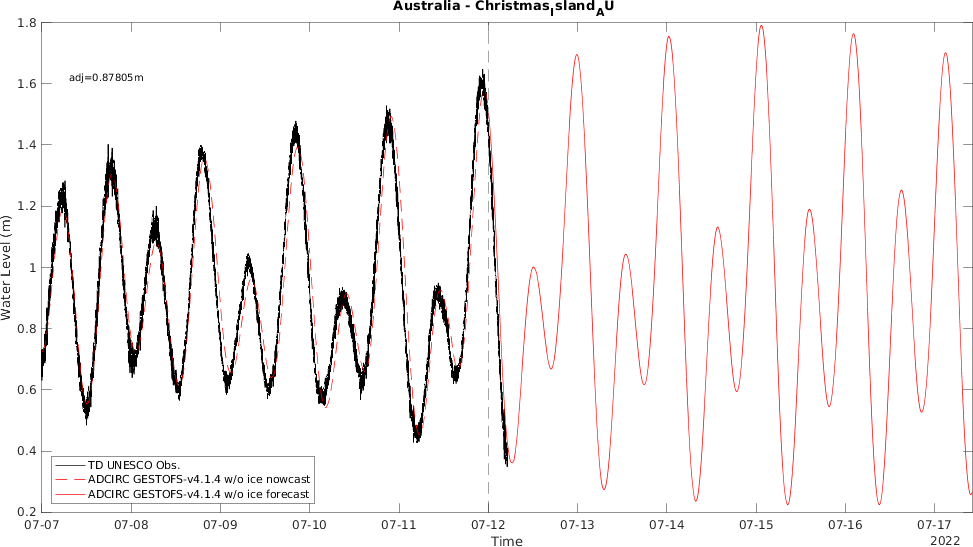 Australia - Christmas_Island_AU
1.8
adj=0.87805m
1.6
1.4
1.2
1
0.8
0.6
0.4
0.2
Water Level (m)
TD UNESCO Obs.
ADCIRC GESTOFS-v4.1.4 w/o ice nowcast
ADCIRC GESTOFS-v4.1.4 w/o ice forecast
07-07 07-08 07-09 07-10 07-11 07-12 07-13 07-14 07-15 07-16 07-17
Time
2022